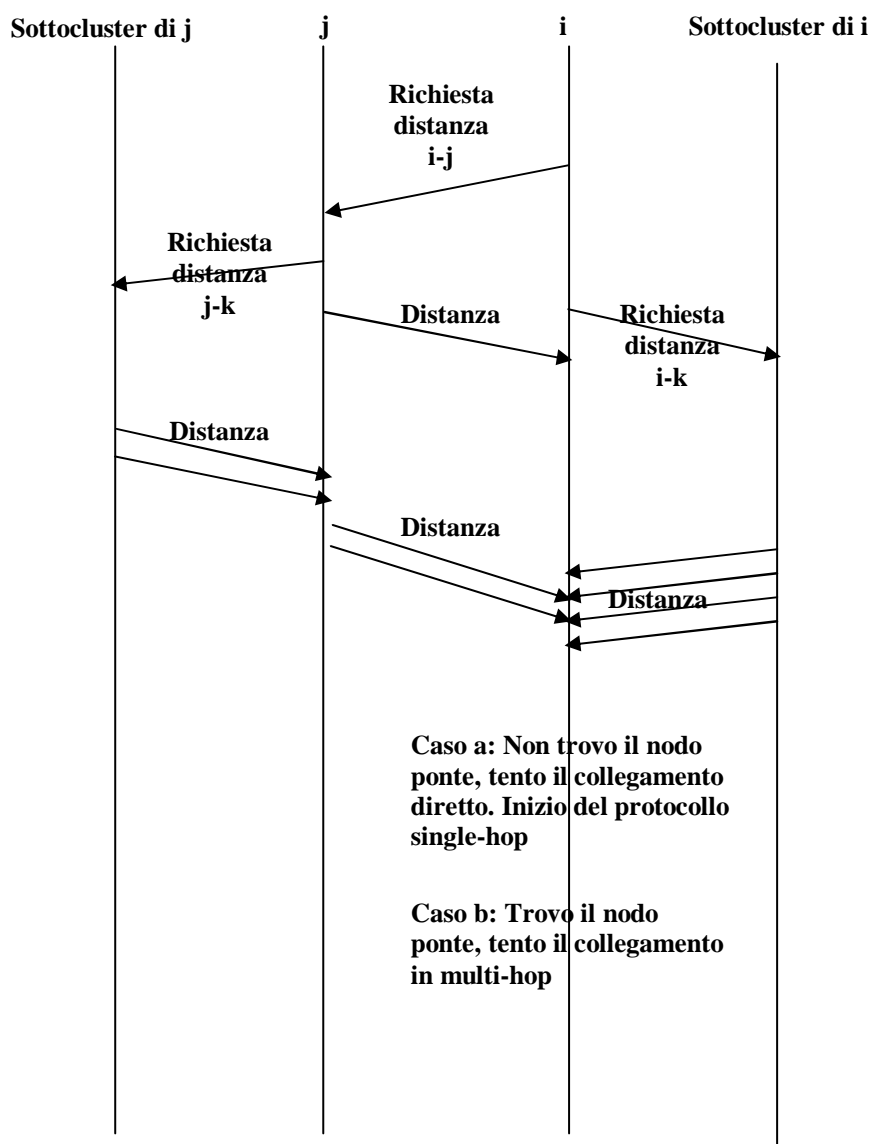 Sottocluster di j
j
i
Sottocluster di i
Richiesta
distanza
i-j
Richiesta
distanza
j-k
Distanza
Richiesta
distanza
i-k
Distanza
Distanza
Distanza
Caso a: Non trovo il nodo
ponte, tento il collegamento
diretto. Inizio del protocollo
single-hop
Caso b: Trovo il nodo
ponte, tento il collegamento
in multi-hop